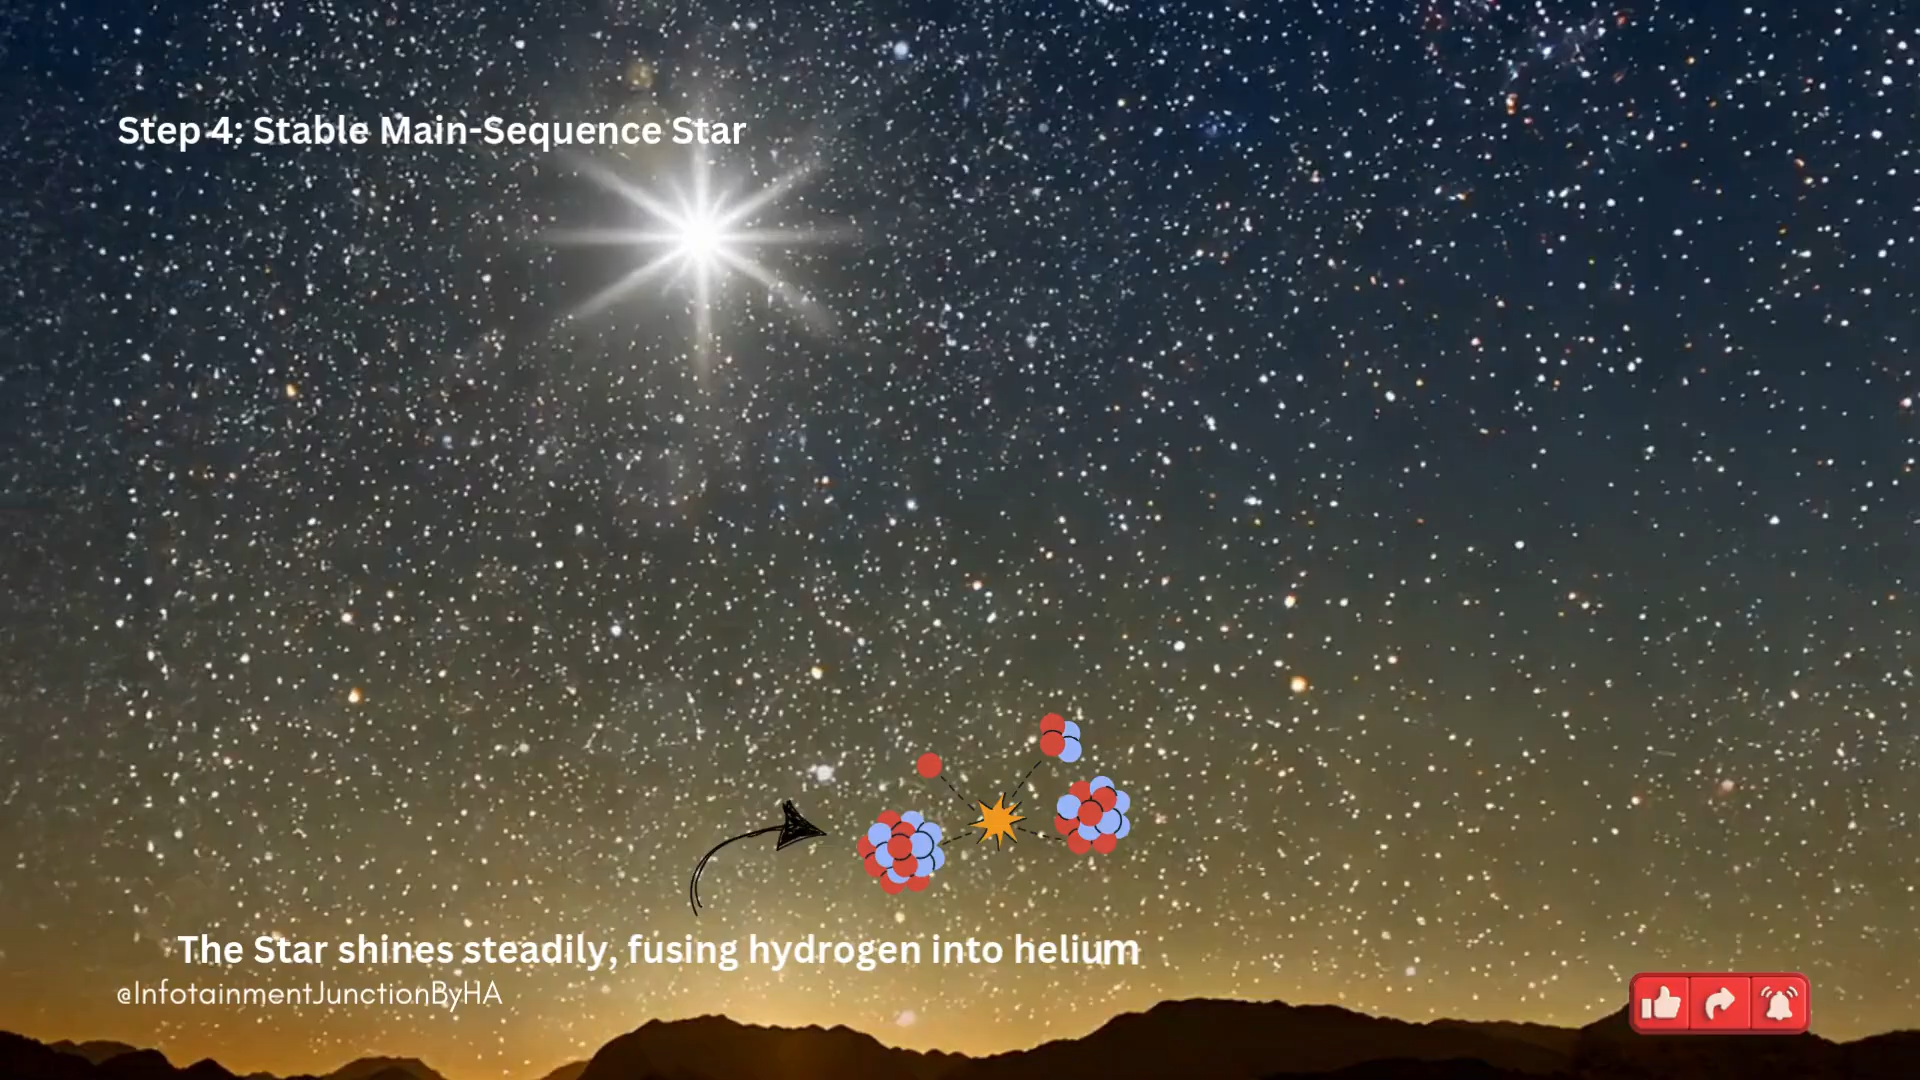 Step 4: Stable Main-Sequence Star
The Star shines steadily, fusing hydrogen into helium
@InfotainmentJunctionByHA